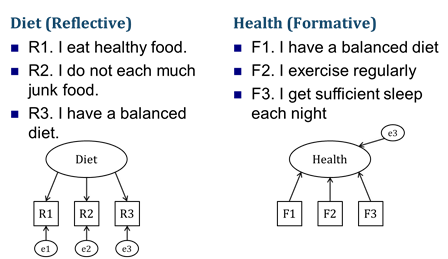 Diet (Reflective)
R1. I eat healthy food.
R2. I do not each much
junk food.
R3. I have a balanced
diet.
Diet
R1 R2 R3
e1 e2 e3
Health (Formative)
F1. I have a balanced diet
F2. I exercise regularly
F3. I get sufficient sleep
each night
e3
Health
F1 F2 F3